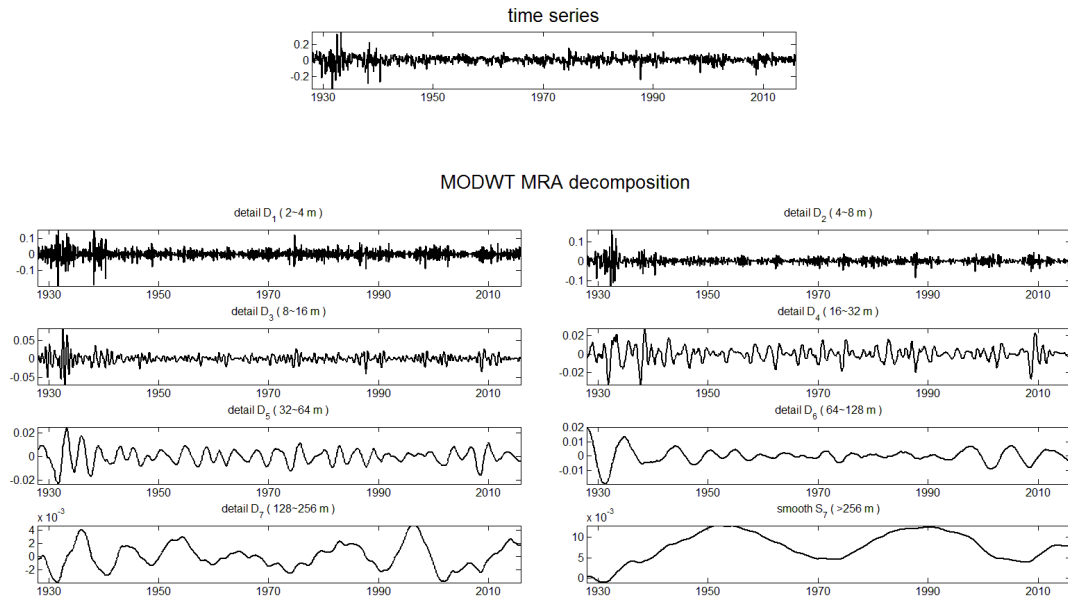 time series
0.2
0
-0.2
1930 1950 1970 1990 2010
MODWT MRA decomposition
detail D1 ( 2~4 m ) detail D2 ( 4~8 m )
0.1 0.1
0 0
-0.1 -0.1
1930 1950 1970 1990 2010 1930 1950 1970 1990 2010
detail D3 ( 8~16 m ) detail D4 ( 16~32 m )
0.05 0.02
0 0
-0.05 -0.02
1930 1950 1970 1990 2010 1930 1950 1970 1990 2010
detail D5 ( 32~64 m ) detail D6 ( 64~128 m )
0.02 0.02
0.01
0 0
-0.01
-0.02
1930 1950 1970 1990 2010 1930 1950 1970 1990 2010
detail D7 ( 128~256 m ) smooth S7 ( >256 m )
x 10-3 x 10-3
4 10
2
0 5
-2 0
1930 1950 1970 1990 2010 1930 1950 1970 1990 2010